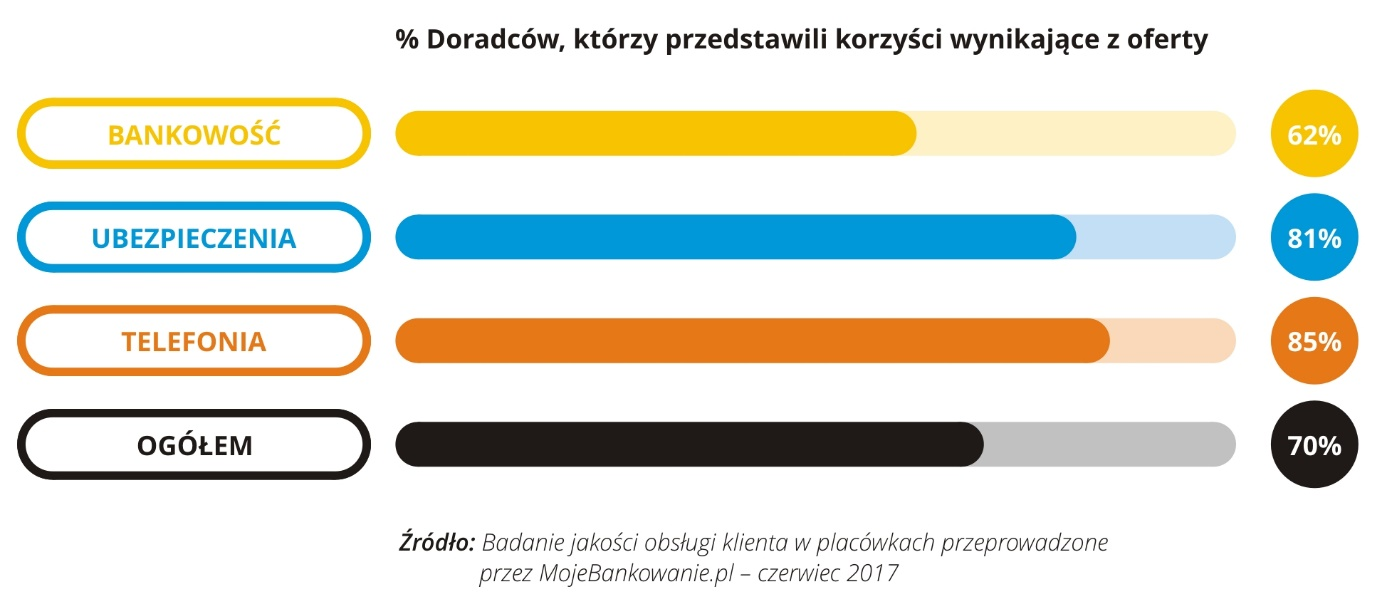 % Doradców, którzy przedstawili korzyści wynikające z oferty
BANKOWOŚĆ
62%
UBEZPIECZENIA
81%
TELEFONIA
85%
OGÓŁEM
70%
Źródło: Badanie jakości obsługi klienta w placówkach przeprowadzone
przez MojeBankowanie.pl – czerwiec 2017